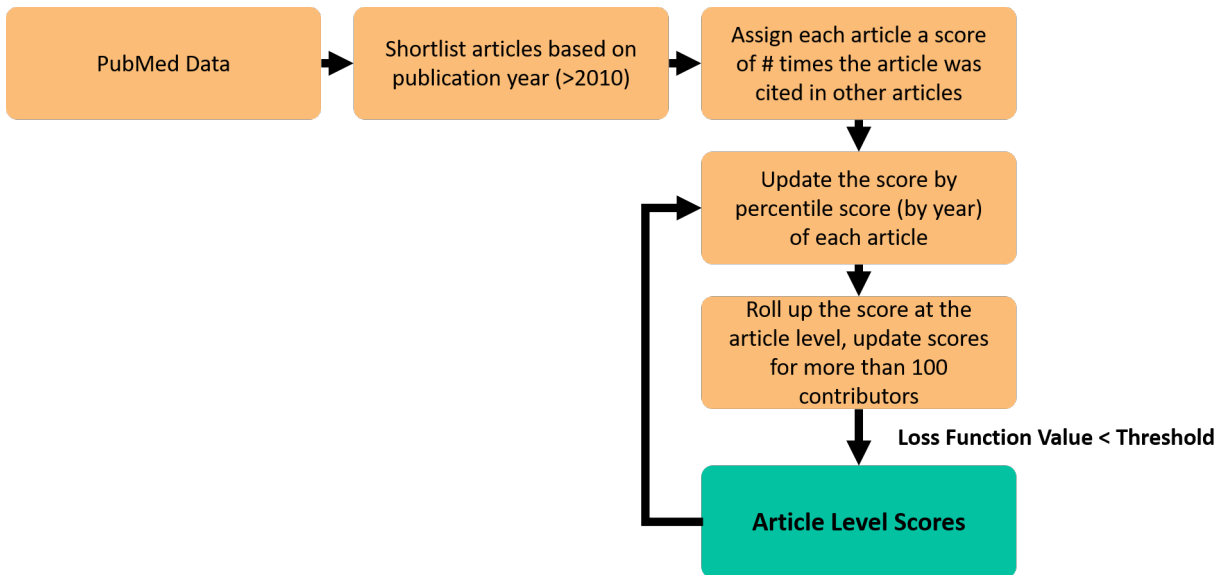 PubMed Data
Shortlist articles based on
publication year (>2010)
Assign each article a score
of # times the article was
cited in other articles
Update the score by
percentile score (by year)
of each article
Roll up the score at the
article level, update scores
for more than 100
contributors
Loss Function Value < Threshold
Article Level Scores